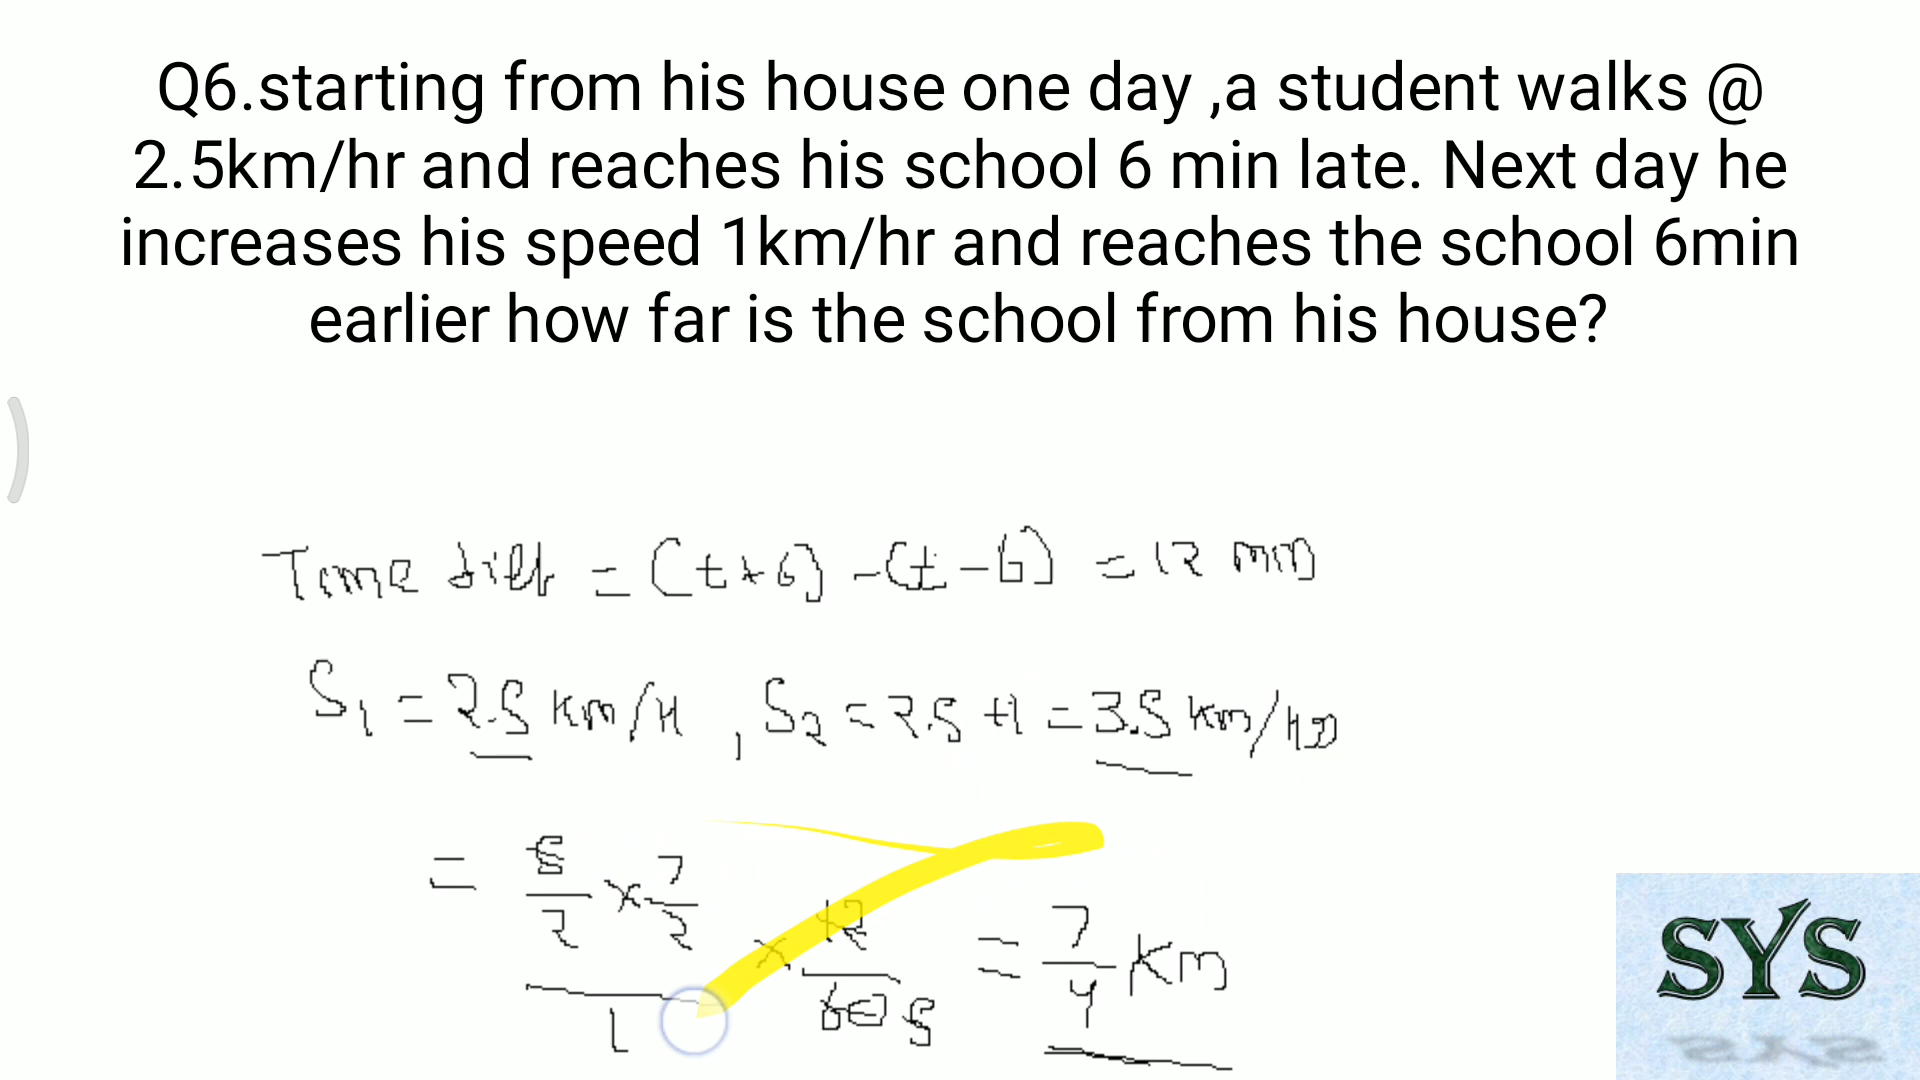 Q6.starting from his house one day ,a student walks @
2.5km/hr and reaches his school 6 min late. Next day he
increases his speed 1km/hr and reaches the school 6min
earlier how far is the school from his house?
Time diff = (t+6) - (t-6) = 12 min
S1 = 2.5 km/H , S2 = 2.5 +1 = 3.5 km/Hr
= 5/2 x 7/2 / 1 x 12/60 5 = 7/4 Km
SYS